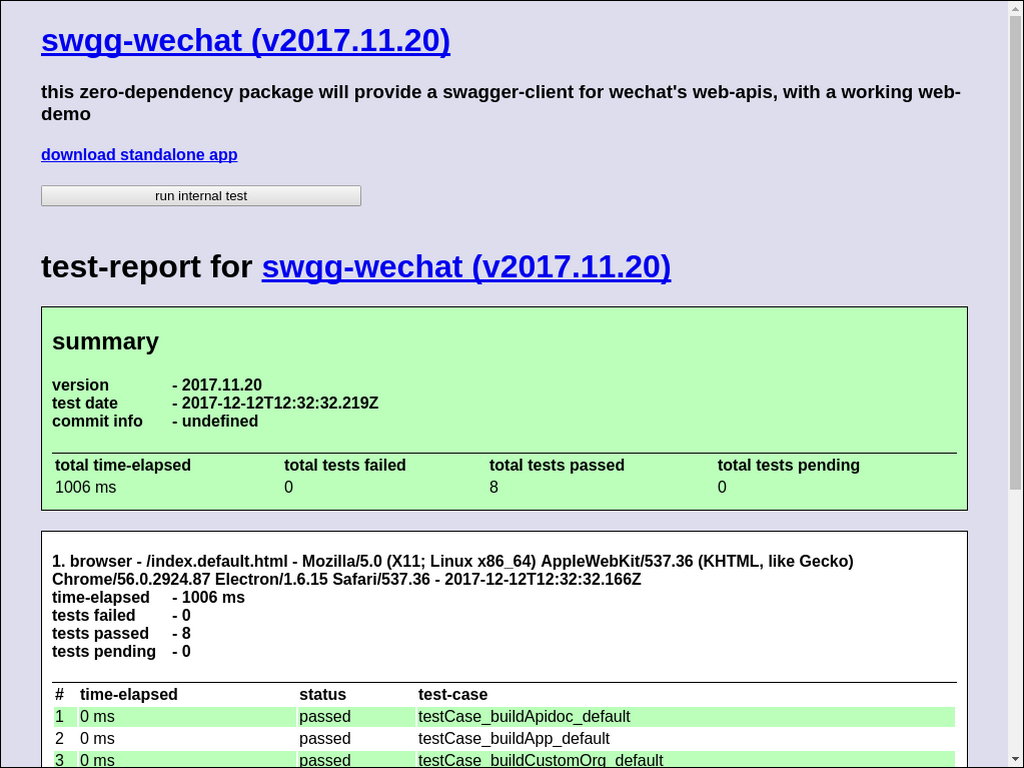 swgg-wechat (v2017.11.20)
this zero-dependency package will provide a swagger-client for wechat's web-apis, with a working web-
demo
download standalone app
run internal test
test-report for swgg-wechat (v2017.11.20)
summary
version - 2017.11.20
test date - 2017-12-12T12:32:32.219Z
commit info - undefined
total time-elapsed total tests failed total tests passed total tests pending
1006 ms 0 8 0
1. browser - /index.default.html - Mozilla/5.0 (X11; Linux x86_64) AppleWebKit/537.36 (KHTML, like Gecko)
Chrome/56.0.2924.87 Electron/1.6.15 Safari/537.36 - 2017-12-12T12:32:32.166Z
time-elapsed - 1006 ms
tests failed - 0
tests passed - 8
tests pending - 0
# time-elapsed status test-case
1 0 ms passed testCase_buildApidoc_default
2 0 ms passed testCase_buildApp_default
3 0 ms passed testCase_buildCustomOrg_default